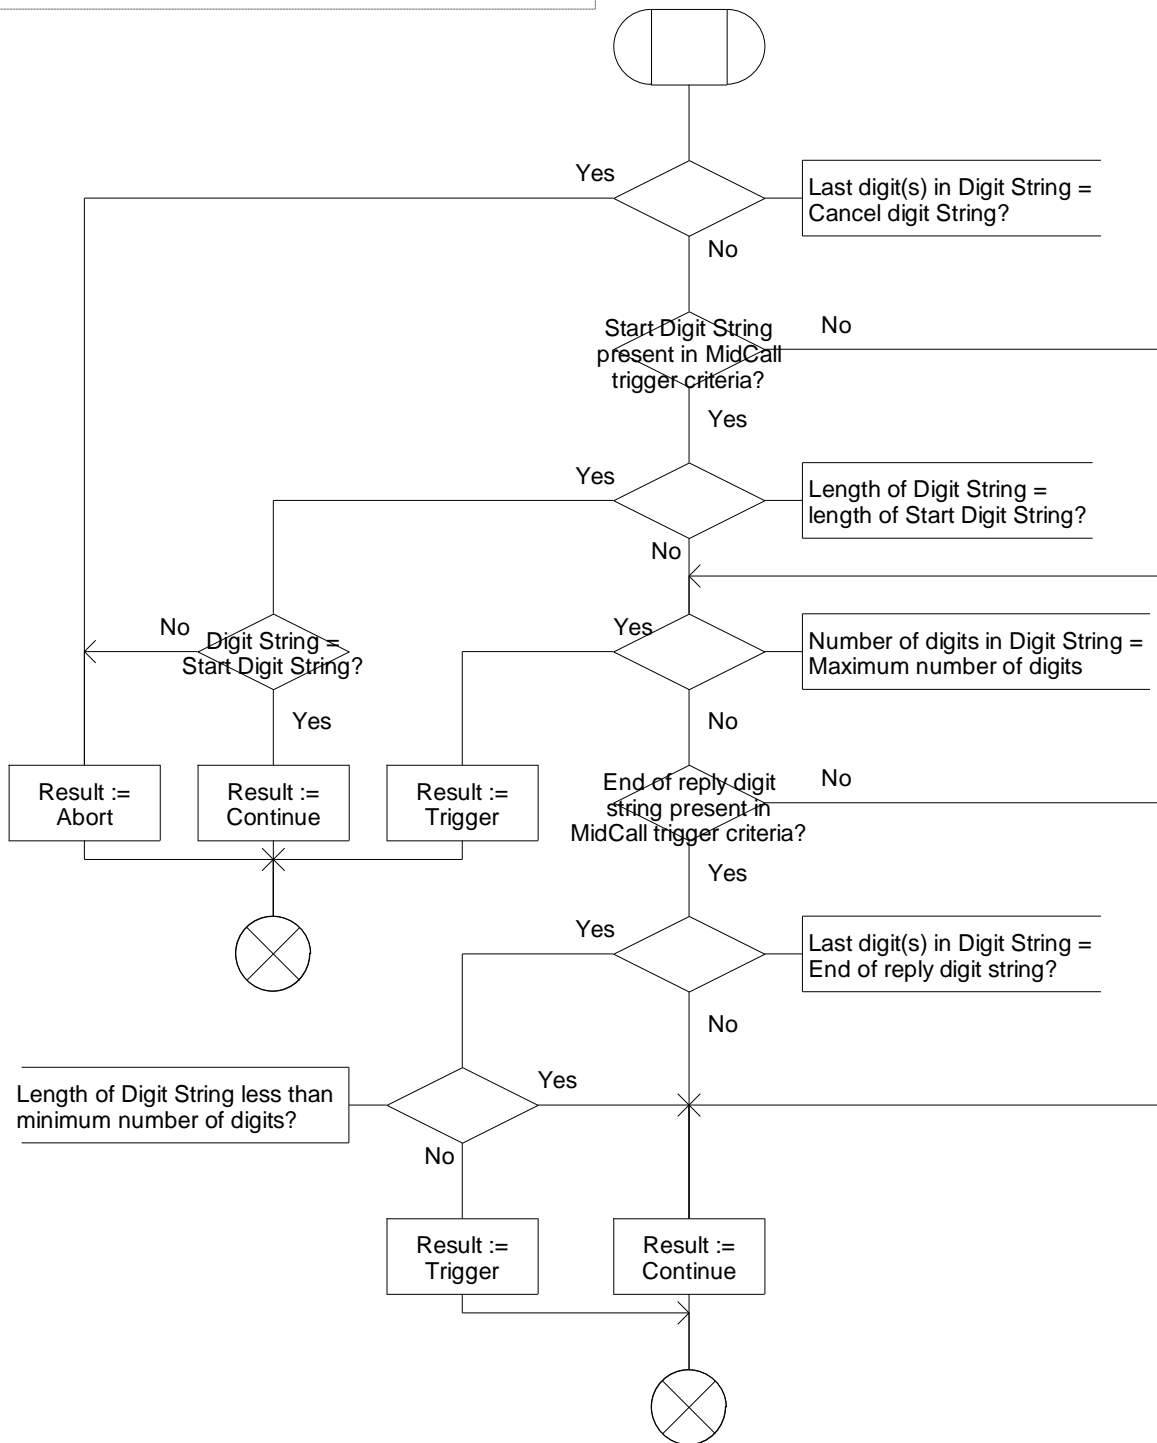 Yes
Last digit(s) in Digit String =
Cancel digit String?
No
Start Digit String
present in MidCall
trigger criteria?
No
Yes
Yes
Length of Digit String =
length of Start Digit String?
No
No
Digit String =
Start Digit String?
Yes
Number of digits in Digit String =
Maximum number of digits
Yes
No
Result :=
Abort
Result :=
Continue
Result :=
Trigger
End of reply digit
string present in
MidCall trigger criteria?
No
Yes
Yes
Last digit(s) in Digit String =
End of reply digit string?
No
Length of Digit String less than
minimum number of digits?
Yes
No
Result :=
Trigger
Result :=
Continue